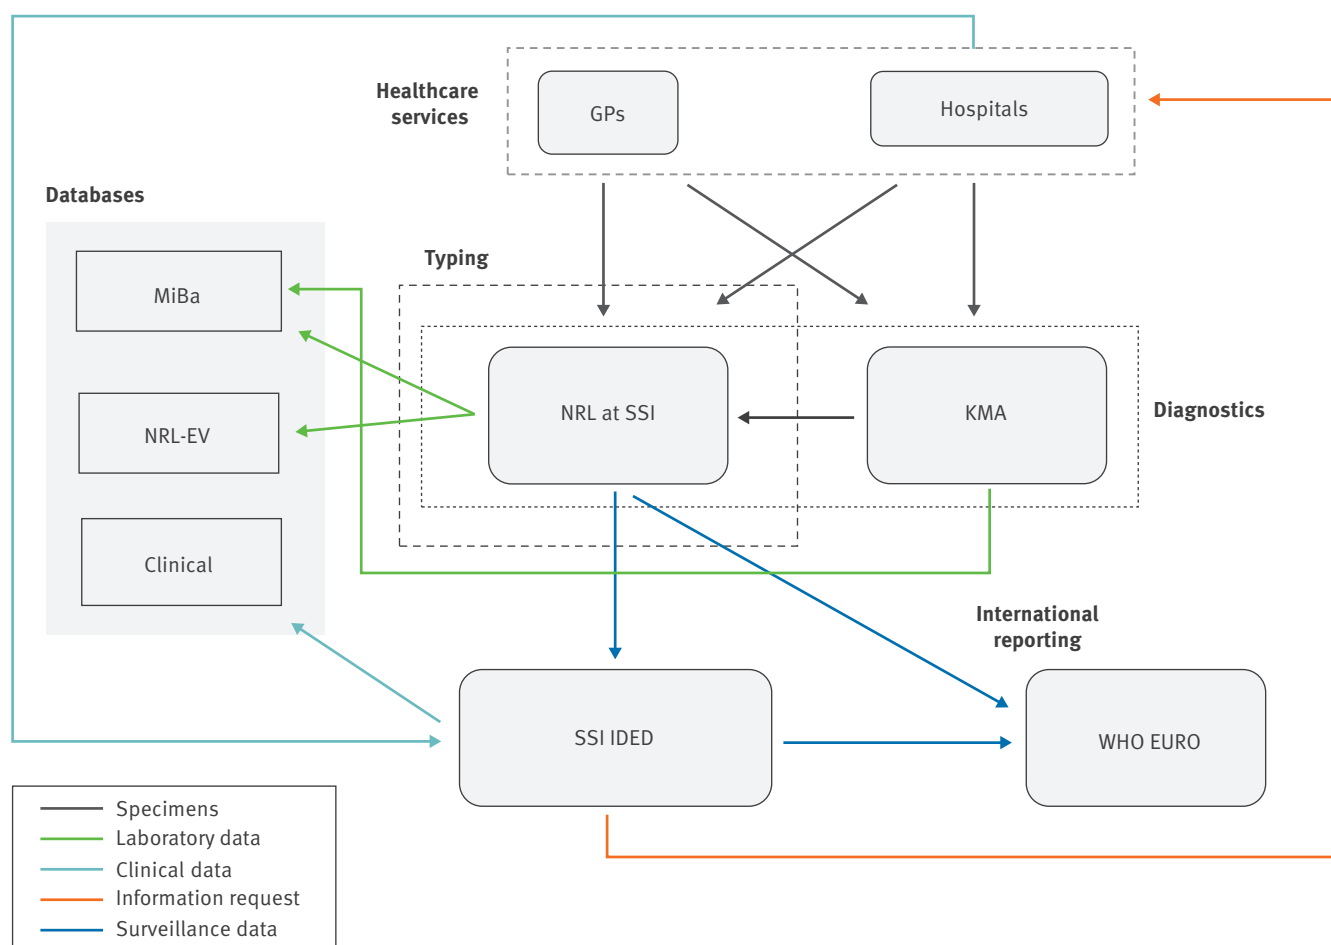 Healthcare
services
GPs
Hospitals
Databases
MiBa
NRL-EV
Clinical
Typing
NRL at SSI
KMA
Diagnostics
International
reporting
SSI IDED
WHO EURO
Specimens
Laboratory data
Clinical data
Information request
Surveillance data